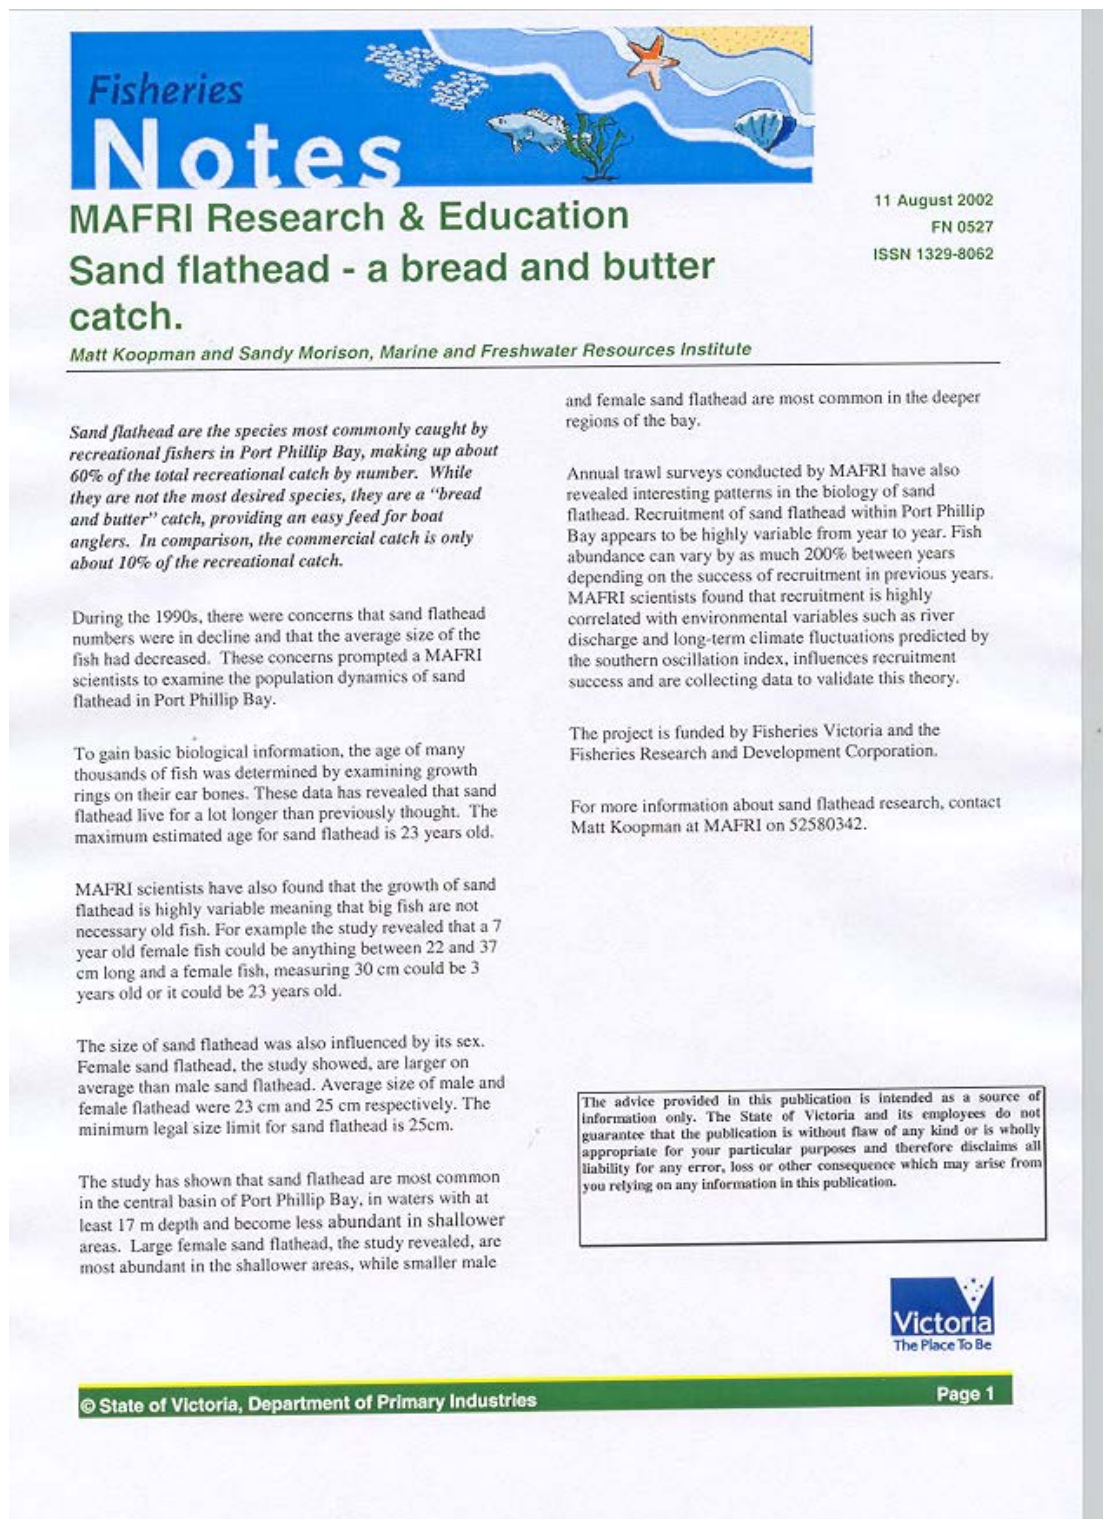 Fisheries
Notes
MAFRI Research & Education
Sand flathead - a bread and butter
catch.
Matt Koopman and Sandy Morison, Marine and Freshwater Resources Institute
11 August 2002
FN 0527
ISSN 1329-8062
Sand flathead are the species most commonly caught by
recreational fishers in Port Phillip Bay, making up about
60% of the total recreational catch by number. While
they are not the most desired species, they are a "bread
and butter" catch, providing an easy feed for boat
anglers. In comparison, the commercial catch is only
about 10% of the recreational catch.
During the 1990s, there were concerns that sand flathead
numbers were in decline and that the average size of the
fish had decreased. These concerns prompted a MAFRI
scientists to examine the population dynamics of sand
flathead in Port Phillip Bay.
To gain basic biological information, the age of many
thousands of fish was determined by examining growth
rings on their ear bones. These data has revealed that sand
flathead live for a lot longer than previously thought. The
maximum estimated age for sand flathead is 23 years old.
MAFRI scientists have also found that the growth of sand
flathead is highly variable meaning that big fish are not
necessary old fish. For example the study revealed that a 7
year old female fish could be anything between 22 and 37
cm long and a female fish, measuring 30 cm could be 3
years old or it could be 23 years old.
The size of sand flathead was also influenced by its sex.
Female sand flathead, the study showed, are larger on
average than male sand flathead. Average size of male and
female flathead were 23 cm and 25 cm respectively. The
minimum legal size limit for sand flathead is 25cm.
The study has shown that sand flathead are most common
in the central basin of Port Phillip Bay, in waters with at
least 17 m depth and become less abundant in shallower
areas. Large female sand flathead, the study revealed, are
most abundant in the shallower areas, while smaller male
and female sand flathead are most common in the deeper
regions of the bay.
Annual trawl surveys conducted by MAFRI have also
revealed interesting patterns in the biology of sand
flathead. Recruitment of sand flathead within Port Phillip
Bay appears to be highly variable from year to year. Fish
abundance can vary by as much 200% between years
depending on the success of recruitment in previous years.
MAFRI scientists found that recruitment is highly
correlated with environmental variables such as river
discharge and long-term climate fluctuations predicted by
the southern oscillation index, influences recruitment
success and are collecting data to validate this theory.
The project is funded by Fisheries Victoria and the
Fisheries Research and Development Corporation.
For more information about sand flathead research, contact
Matt Koopman at MAFRI on 52580342.
The advice provided in this publication is intended as a source of
information only. The State of Victoria and its employees do not
guarantee that the publication is without flaw of any kind or is wholly
appropriate for your particular purposes and therefore disclaims all
liability for any error, loss or other consequence which may arise from
you relying on any information in this publication.
Victoria
The Place To Be
© State of Victoria, Department of Primary Industries
Page 1